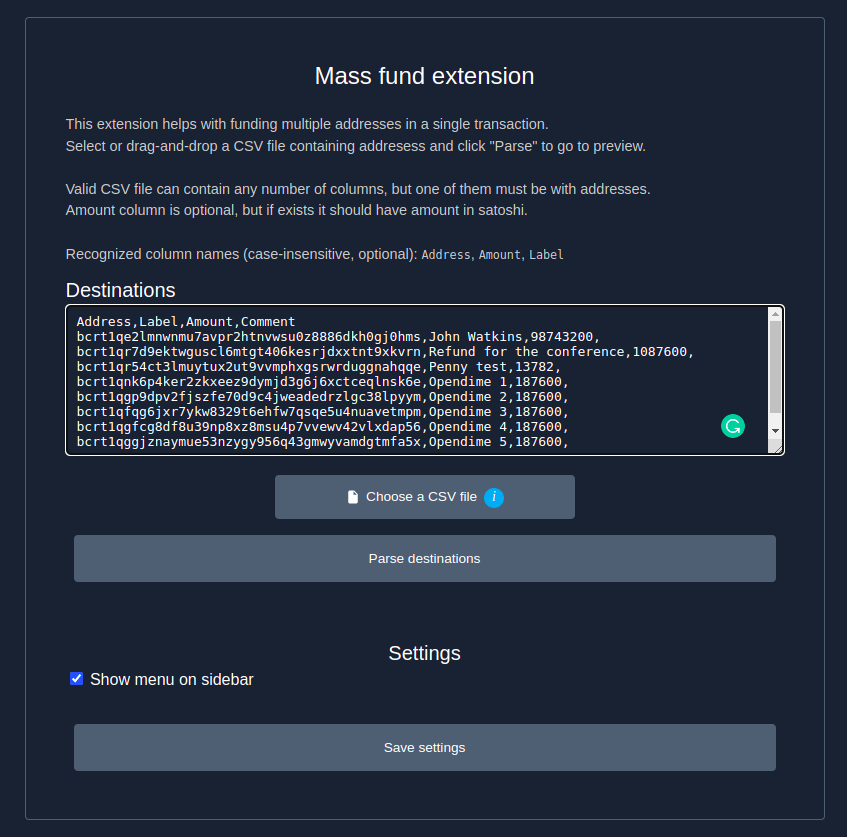 Mass fund extension
This extension helps with funding multiple addresses in a single transaction.
Select or drag-and-drop a CSV file containing addresess and click "Parse" to go to preview.
Valid CSV file can contain any number of columns, but one of them must be with addresses.
Amount column is optional, but if exists it should have amount in satoshi.
Recognized column names (case-insensitive, optional): Address, Amount, Label
Destinations
Address,Label,Amount,Comment
bcrt1qe2lmnwnmu7avpr2htnvwsu0z8886dkh0gj0hms,John Watkins,98743200,
bcrt1qr7d9ektwguscl6mtgt406kesrjdxxtnt9xkvrn,Refund for the conference,1087600,
bcrt1qr54ct3lmuytux2ut9vvmphxgsrwrduggnahqqe,Penny test,13782,
bcrt1qnk6p4ker2zkxeez9dymjd3g6j6xctceqlnsk6e,Opendime 1,187600,
bcrt1qgp9dpv2fjszfe70d9c4jweadedrzlgc38lpyym,Opendime 2,187600,
bcrt1qfqg6jxr7ykw8329t6ehfw7qsqe5u4nuavetmpm,Opendime 3,187600,
bcrt1qgfcg8df8u39np8xz8msu4p7vvewv42vlxdap56,Opendime 4,187600,
bcrt1qggjznaymue53nzygy956q43gmwyvamdgtmfa5x,Opendime 5,187600,
Choose a CSV file i
Parse destinations
Settings
Show menu on sidebar
Save settings